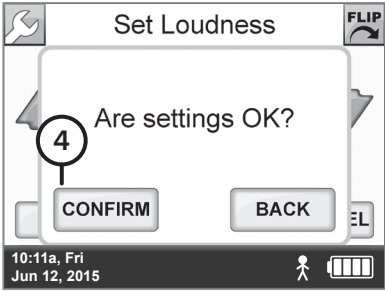 Set Loudness
FLIP
Are settings OK?
4
CONFIRM
BACK
EL
10:11a, Fri
Jun 12, 2015